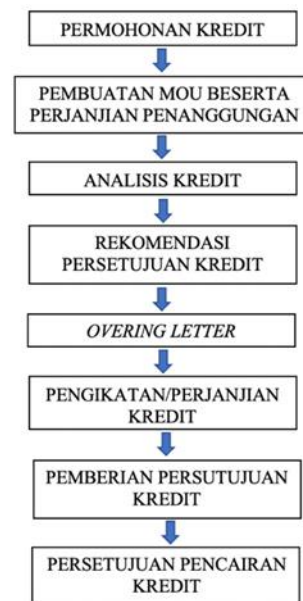 PERMOHONAN KREDIT
PEMBUATAN MOU BESERTA
PERJANJIAN PENANGGUNGAN
ANALISIS KREDIT
REKOMENDASI
PERSETUJUAN KREDIT
OVERING LETTER
PENGIKATAN/PERJANJIAN
KREDIT
PEMBERIAN PERSUTUJUAN
KREDIT
PERSETUJUAN PENCAIRAN
KREDIT